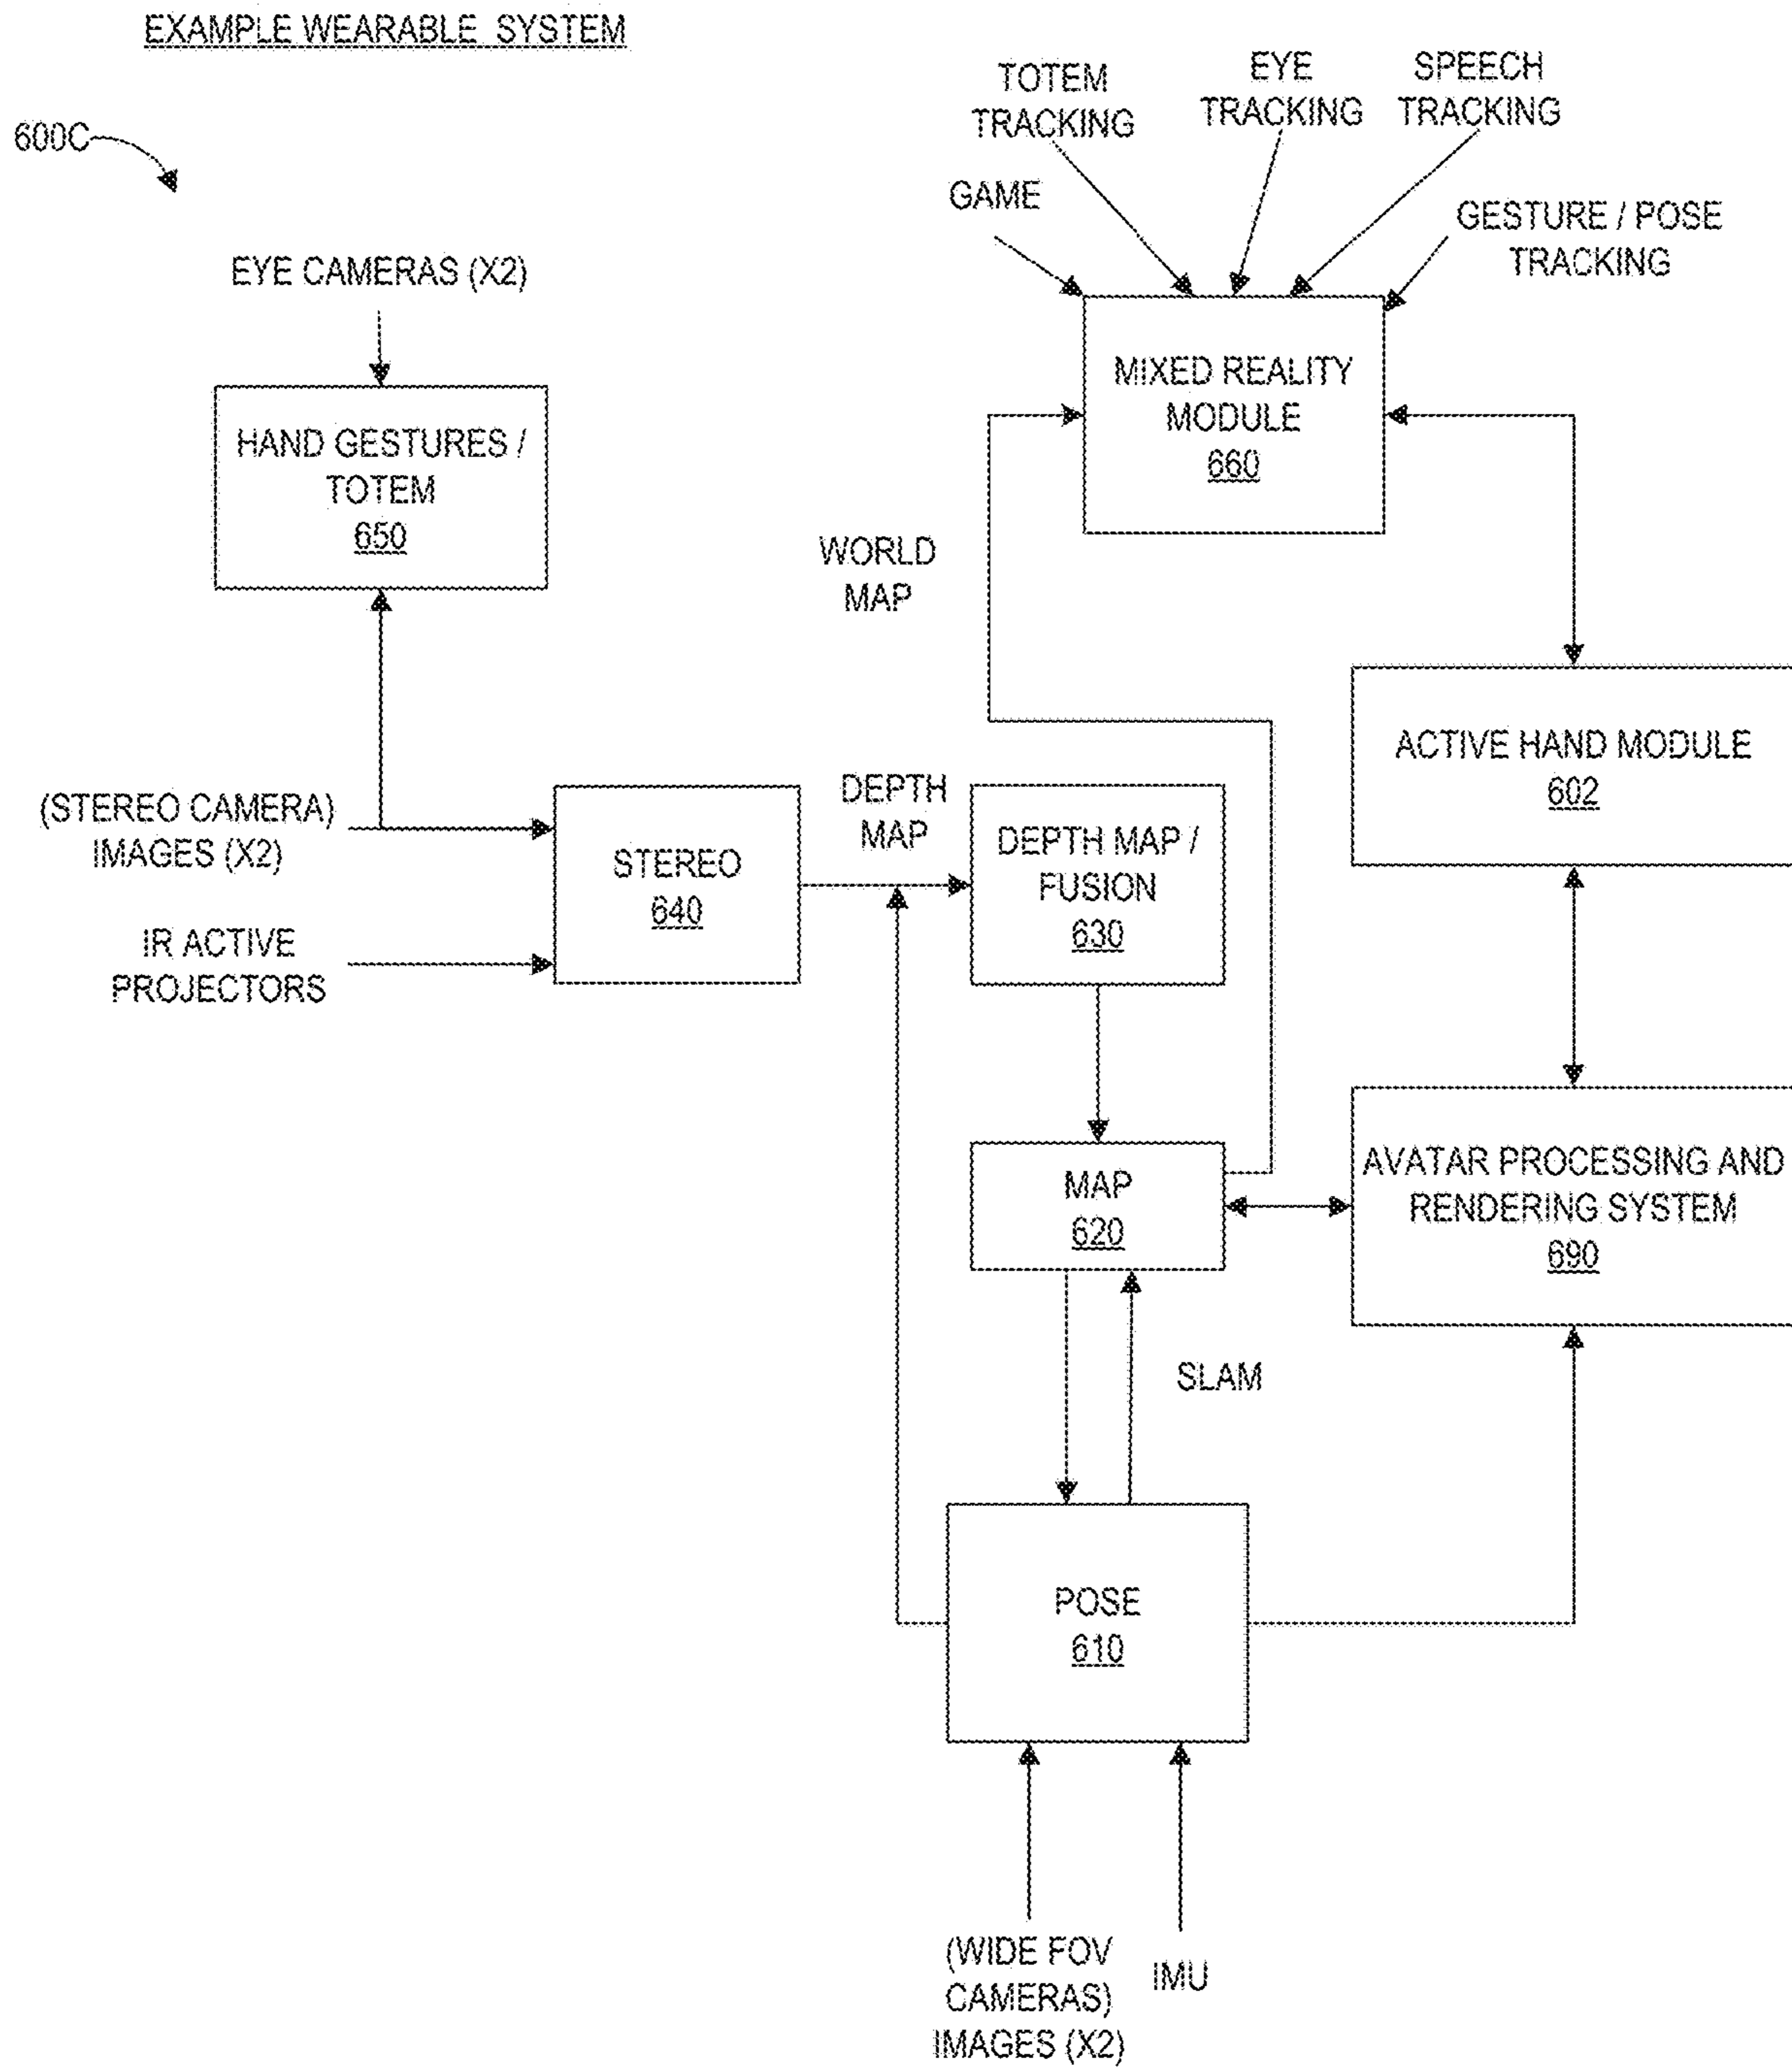 EXAMPLE WEARABLE SYSTEM
600C
TOTEM
TRACKING
EYE
TRACKING
SPEECH
TRACKING
GAME
GESTURE / POSE
TRACKING
EYE CAMERAS (X2)
HAND GESTURES /
TOTEM
650
MIXED REALITY
MODULE
660
WORLD
MAP
ACTIVE HAND MODULE
602
(STEREO CAMERA)
IMAGES (X2)
IR ACTIVE
PROJECTORS
STEREO
640
DEPTH
MAP
DEPTH MAP /
FUSION
630
MAP
620
AVATAR PROCESSING AND
RENDERING SYSTEM
690
SLAM
POSE
610
(WIDE FOV
CAMERAS)
IMAGES (X2)
IMU